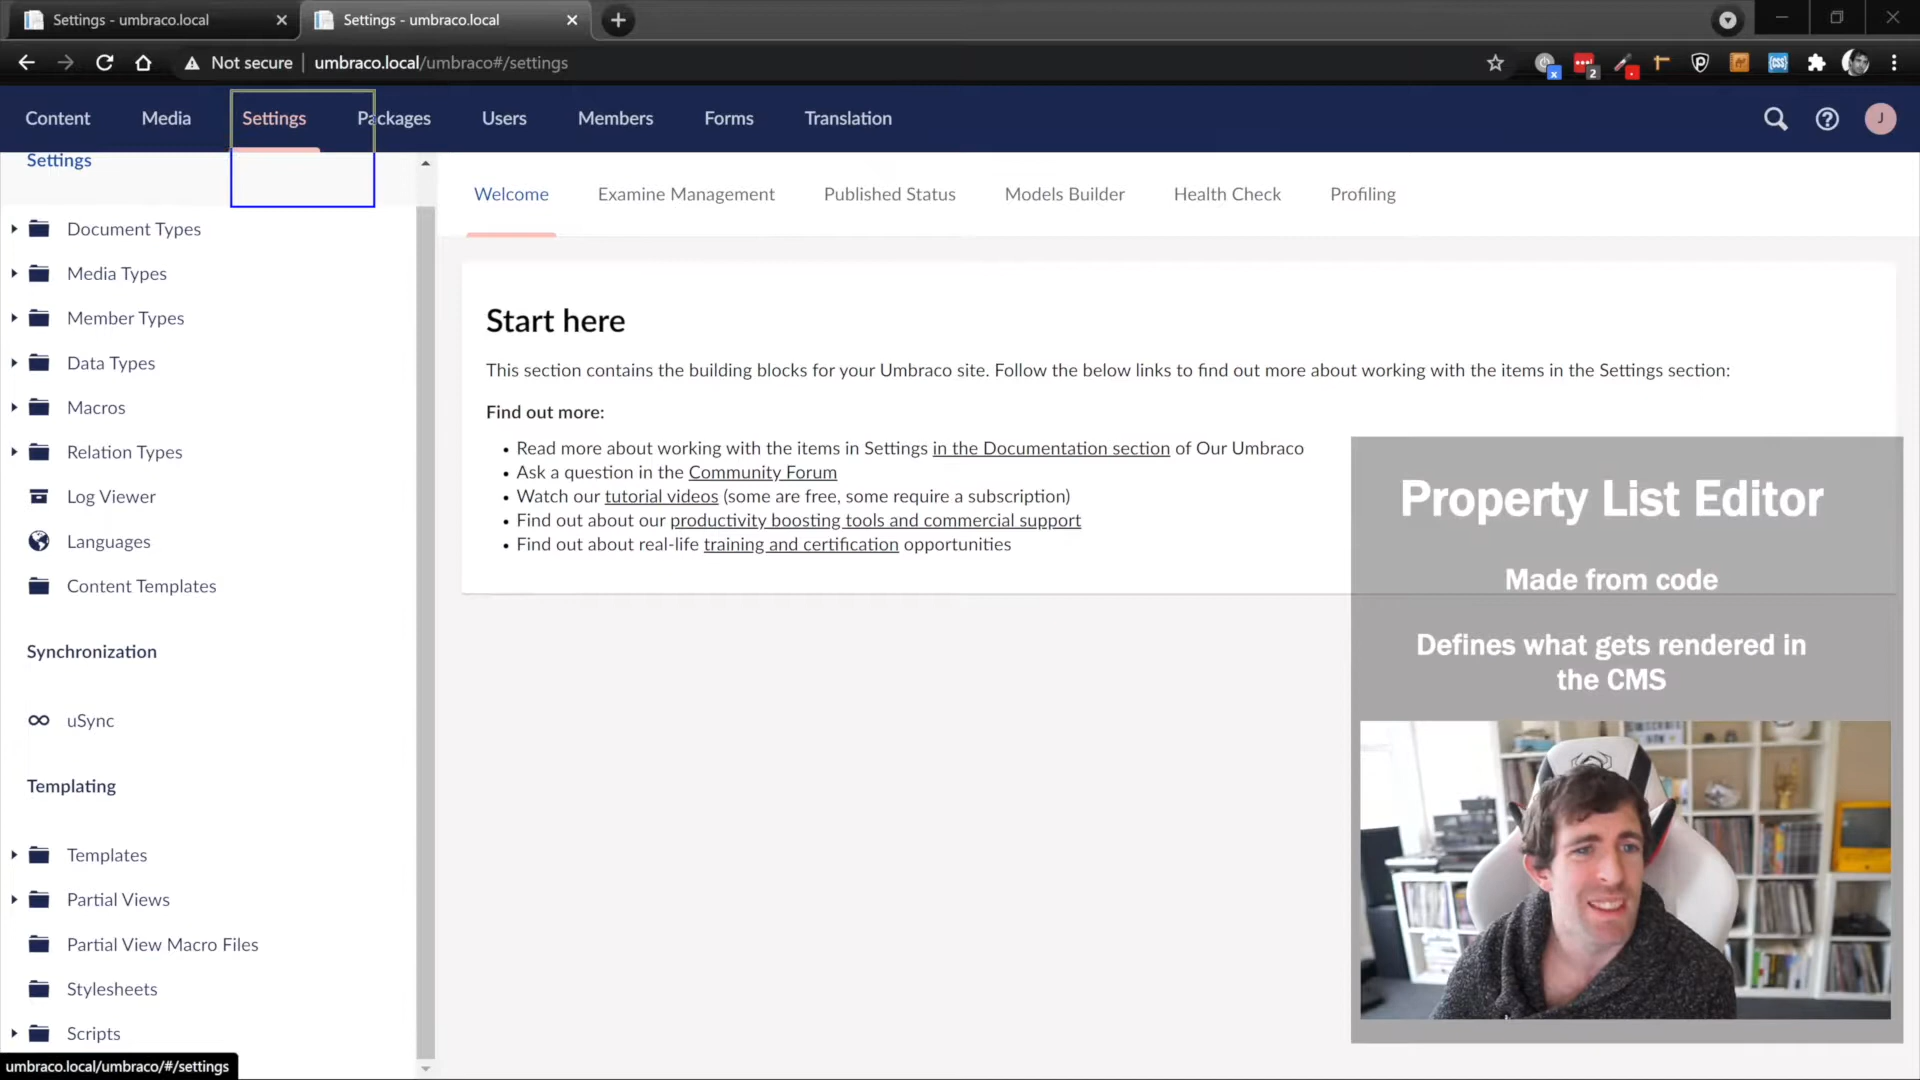 Settings - umbraco.local
Settings - umbraco.local
Not secure
umbraco.local/umbraco#/settings
2
Content
Media
Settings
Packages
Users
Members
Forms
Translation
J
Settings
Document Types
Media Types
Member Types
Data Types
Macros
Relation Types
Log Viewer
Languages
Content Templates
Synchronization
uSync
Templating
Templates
Partial Views
Partial View Macro Files
Stylesheets
Scripts
umbraco.local/umbraco/#/settings
Welcome
Examine Management
Published Status
Models Builder
Health Check
Profiling
Start here
This section contains the building blocks for your Umbraco site. Follow the below links to find out more about working with the items in the Settings section:
Find out more:
• Read more about working with the items in Settings in the Documentation section of Our Umbraco
• Ask a question in the Community Forum
• Watch our tutorial videos (some are free, some require a subscription)
• Find out about our productivity boosting tools and commercial support
• Find out about real-life training and certification opportunities
Property List Editor
Made from code
Defines what gets rendered in
the CMS